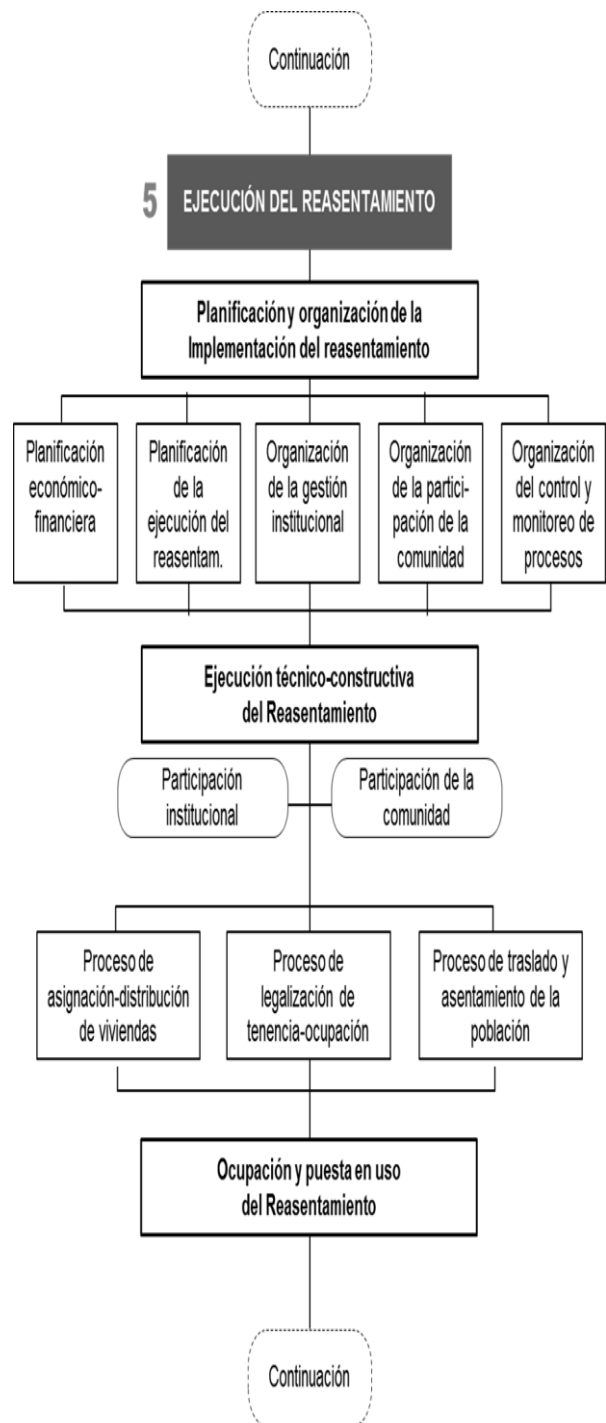 Continuación
5 EJECUCIÓN DEL REASENTAMIENTO
Planificación y organización de la
Implementación del reasentamiento
Planificación
económico-
financiera
Planificación
de la
ejecución del
reasentam.
Organización
de la gestión
institucional
Organización
de la partici-
pación de la
comunidad
Organización
del control y
monitoreo de
procesos
Ejecución técnico-constructiva
del Reasentamiento
Participación
institucional
Participación de la
comunidad
Proceso de
asignación-distribución
de viviendas
Proceso de
legalización de
tenencia-ocupación
Proceso de traslado y
asentamiento de la
población
Ocupación y puesta en uso
del Reasentamiento
Continuación